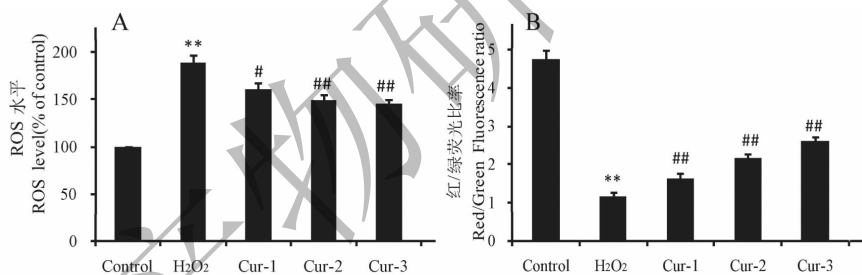 A
ROS 水平
ROS level(% of control)
200
150
100
50
0
**
#
##
##
Control
H2O2
Cur-1
Cur-2
Cur-3
B
红/绿荧光比率
Red/Green Fluorescence ratio
5
4
3
2
1
0
**
##
##
##
Control
H2O2
Cur-1
Cur-2
Cur-3
物研